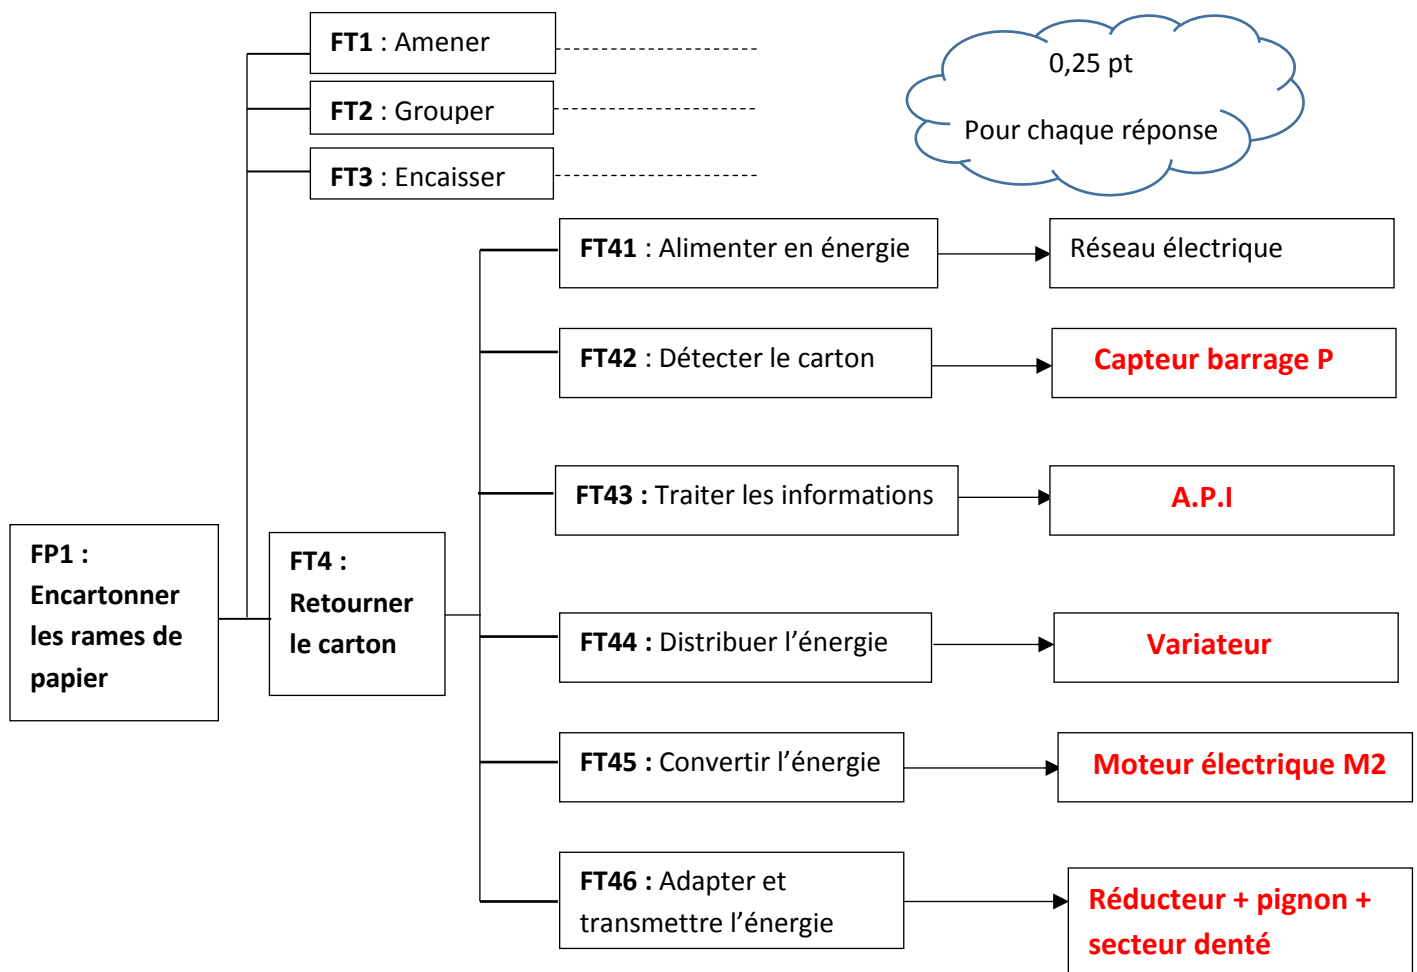 FT1 : Amener
0,25 pt
FT2 : Grouper
Pour chaque réponse
FT3 : Encaisser
FT41 : Alimenter en énergie
Réseau électrique
FT42 : Détecter le carton
Capteur barrage P
FT43 : Traiter les informations
A.P.I
FP1 :
Encartonner
les rames de
papier
FT4 :
Retourner
le carton
FT44 : Distribuer l’énergie
Variateur
FT45 : Convertir l’énergie
Moteur électrique M2
FT46 : Adapter et
transmettre l’énergie
Réducteur + pignon +
secteur denté